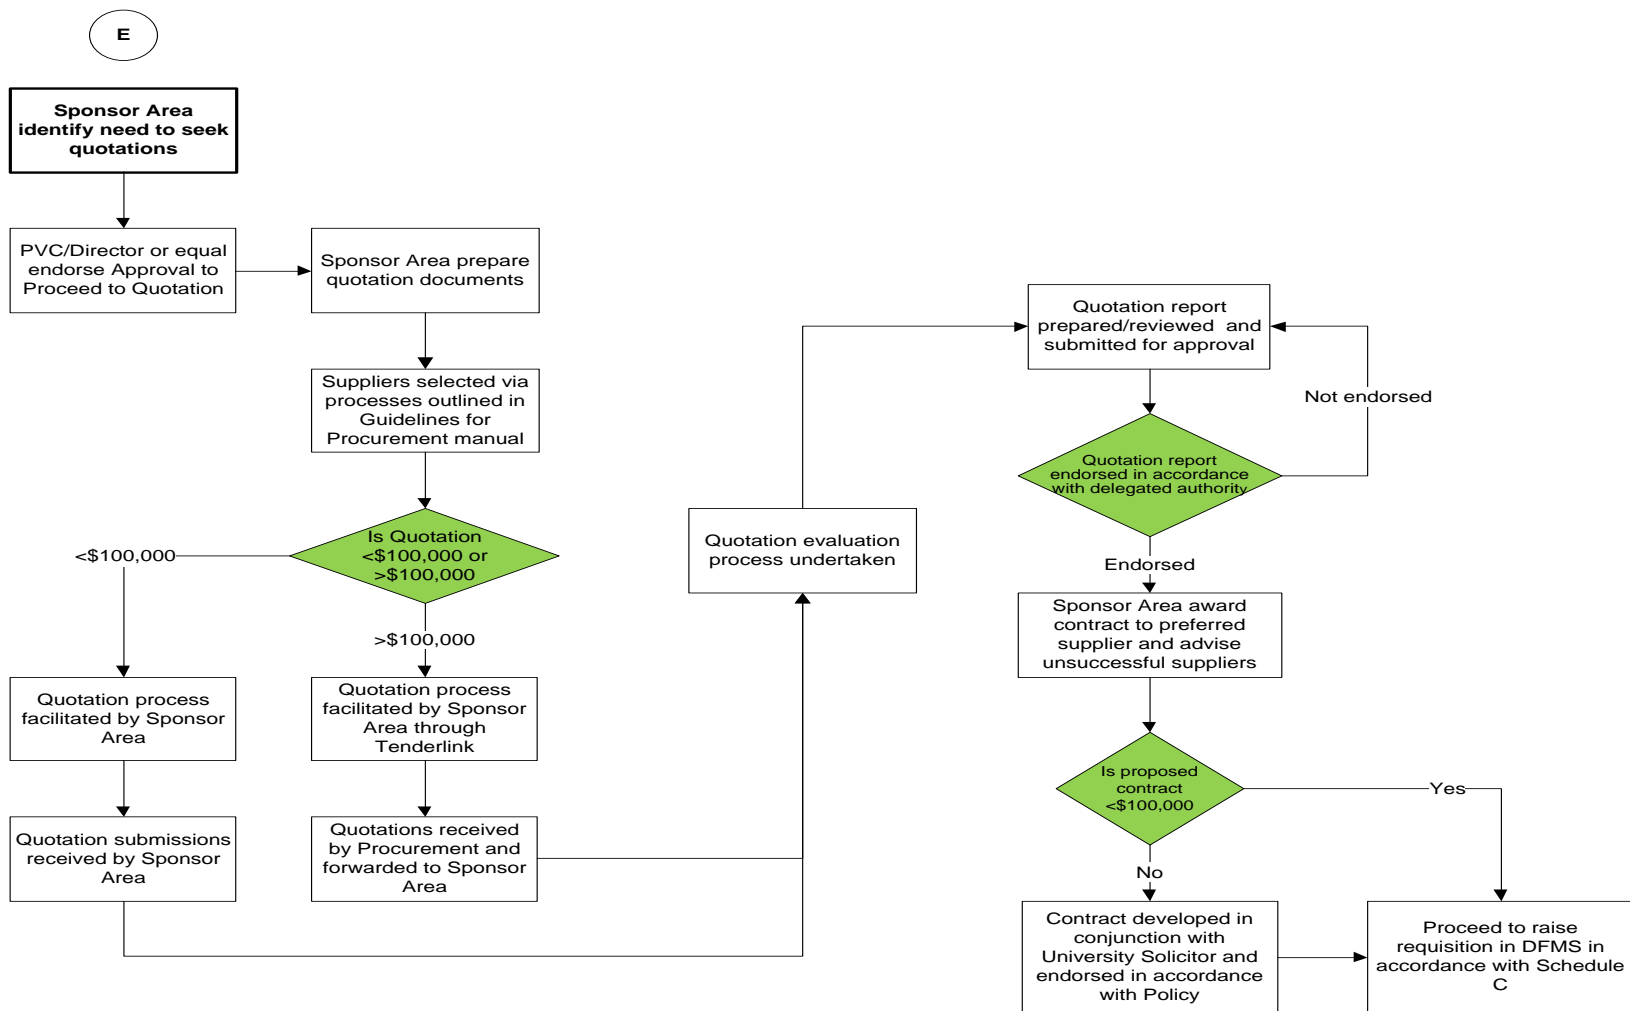 E
Sponsor Area
identify need to seek
quotations
PVC/Director or equal
endorse Approval to
Proceed to Quotation
Sponsor Area prepare
quotation documents
Suppliers selected via
processes outlined in
Guidelines for
Procurement manual
Is Quotation
<$100,000 or
>$100,000
<$100,000
>$100,000
Quotation process
facilitated by Sponsor
Area
Quotation process
facilitated by Sponsor
Area through
Tenderlink
Quotation submissions
received by Sponsor
Area
Quotations received
by Procurement and
forwarded to Sponsor
Area
Quotation evaluation
process undertaken
Quotation report
prepared/reviewed  and
submitted for approval
Not endorsed
Quotation report
endorsed in accordance
with delegated authority
Endorsed
Sponsor Area award
contract to preferred
supplier and advise
unsuccessful suppliers
Is proposed
contract
<$100,000
Yes
No
Contract developed in
conjunction with
University Solicitor and
endorsed in accordance
with Policy
Proceed to raise
requisition in DFMS in
accordance with Schedule
C